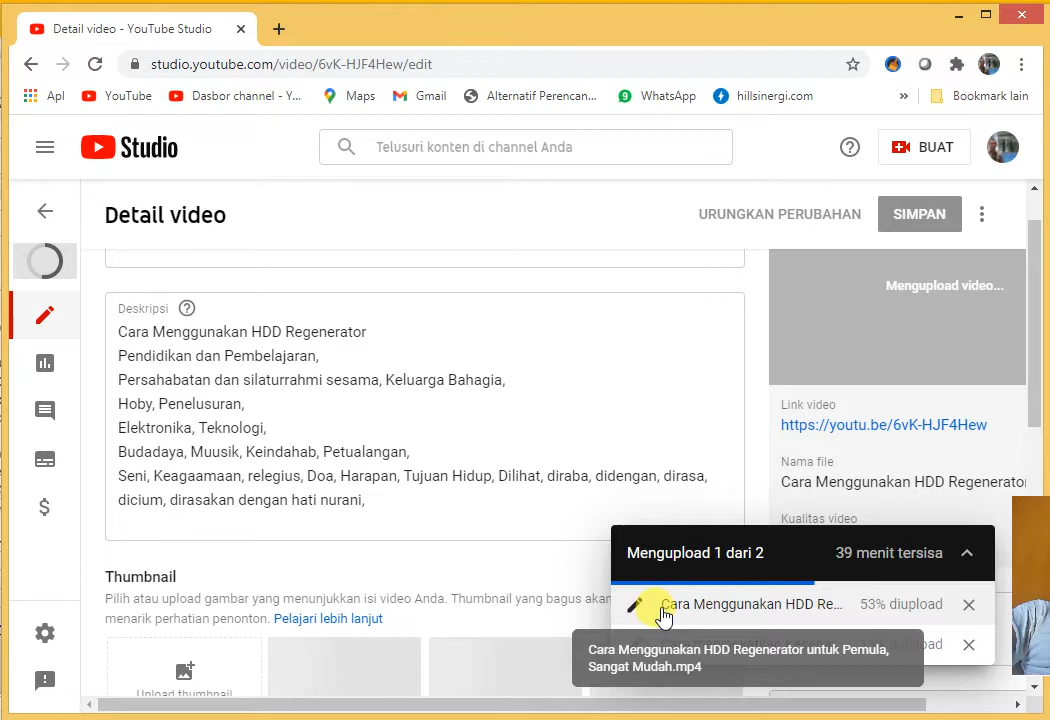 Detail video - YouTube Studio
studio.youtube.com/video/6vK-HJF4Hew/edit
Apl
YouTube
Dasbor channel - Y...
Maps
Gmail
Alternatif Perencan...
WhatsApp
hillsinergi.com
»
Bookmark lain
Studio
Telusuri konten di channel Anda
BUAT
Detail video
URUNGKAN PERUBAHAN
SIMPAN
Deskripsi
Cara Menggunakan HDD Regenerator
Pendidikan dan Pembelajaran,
Persahabatan dan silaturrahmi sesama, Keluarga Bahagia,
Hoby, Penelusuran,
Elektronika, Teknologi,
Budadaya, Muusik, Keindahab, Petualangan,
Seni, Keagaamaan, relegius, Doa, Harapan, Tujuan Hidup, Dilihat, diraba, didengan, dirasa,
dicium, dirasakan dengan hati nurani,
Mengupload video...
Link video
https://youtu.be/6vK-HJF4Hew
Nama file
Cara Menggunakan HDD Regenerator
Kualitas video
Thumbnail
Pilih atau upload gambar yang menunjukkan isi video Anda. Thumbnail yang bagus akan
menarik perhatian penonton. Pelajari lebih lanjut
Upload thumbnail
Mengupload 1 dari 2
39 menit tersisa
Cara Menggunakan HDD Re...
53% diupload
Cara Menggunakan HDD Regenerator untuk Pemula,
Sangat Mudah.mp4